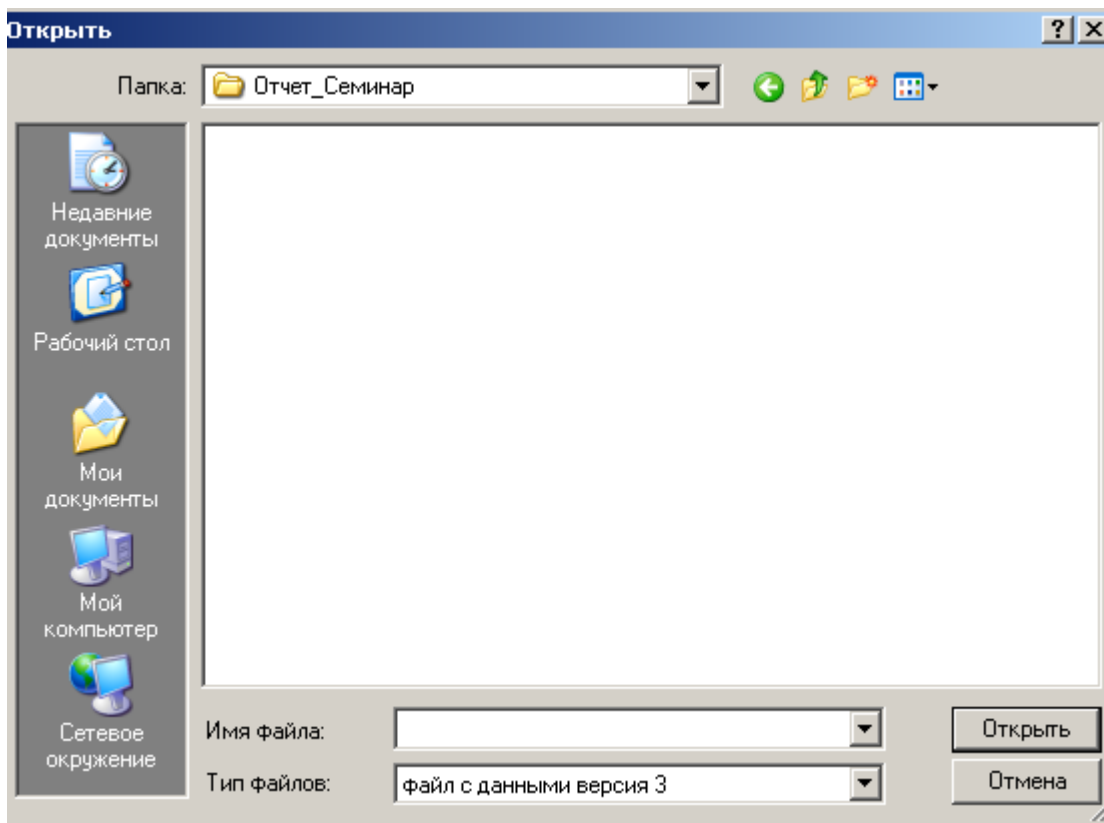 Открыть
Папка: Отчет_Семинар
Недавние
документы
Рабочий стол
Мои
документы
Мой
компьютер
Сетевое
окружение
Имя файла:
Открыть
Тип файлов: файл с данными версия 3
Отмена